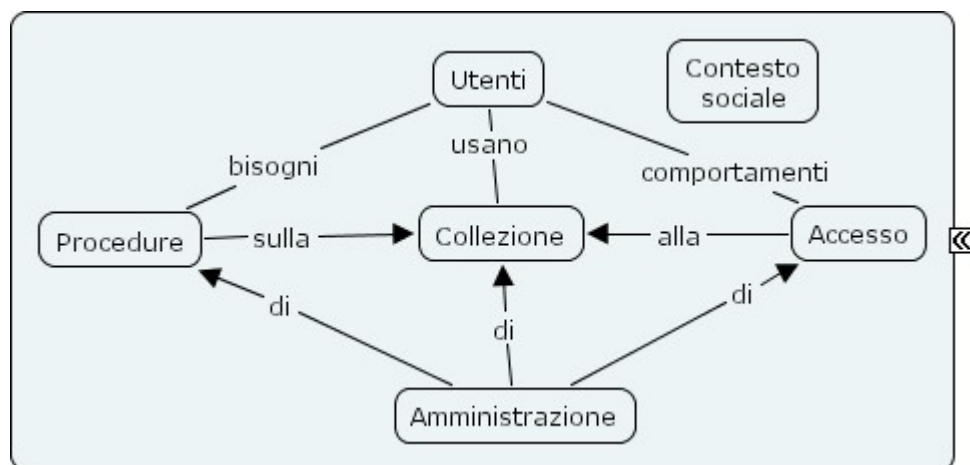 Utenti
Contesto
sociale
bisogni
usano
comportamenti
Procedure
sulla
Collezione
alla
Accesso
di
di
di
Amministrazione